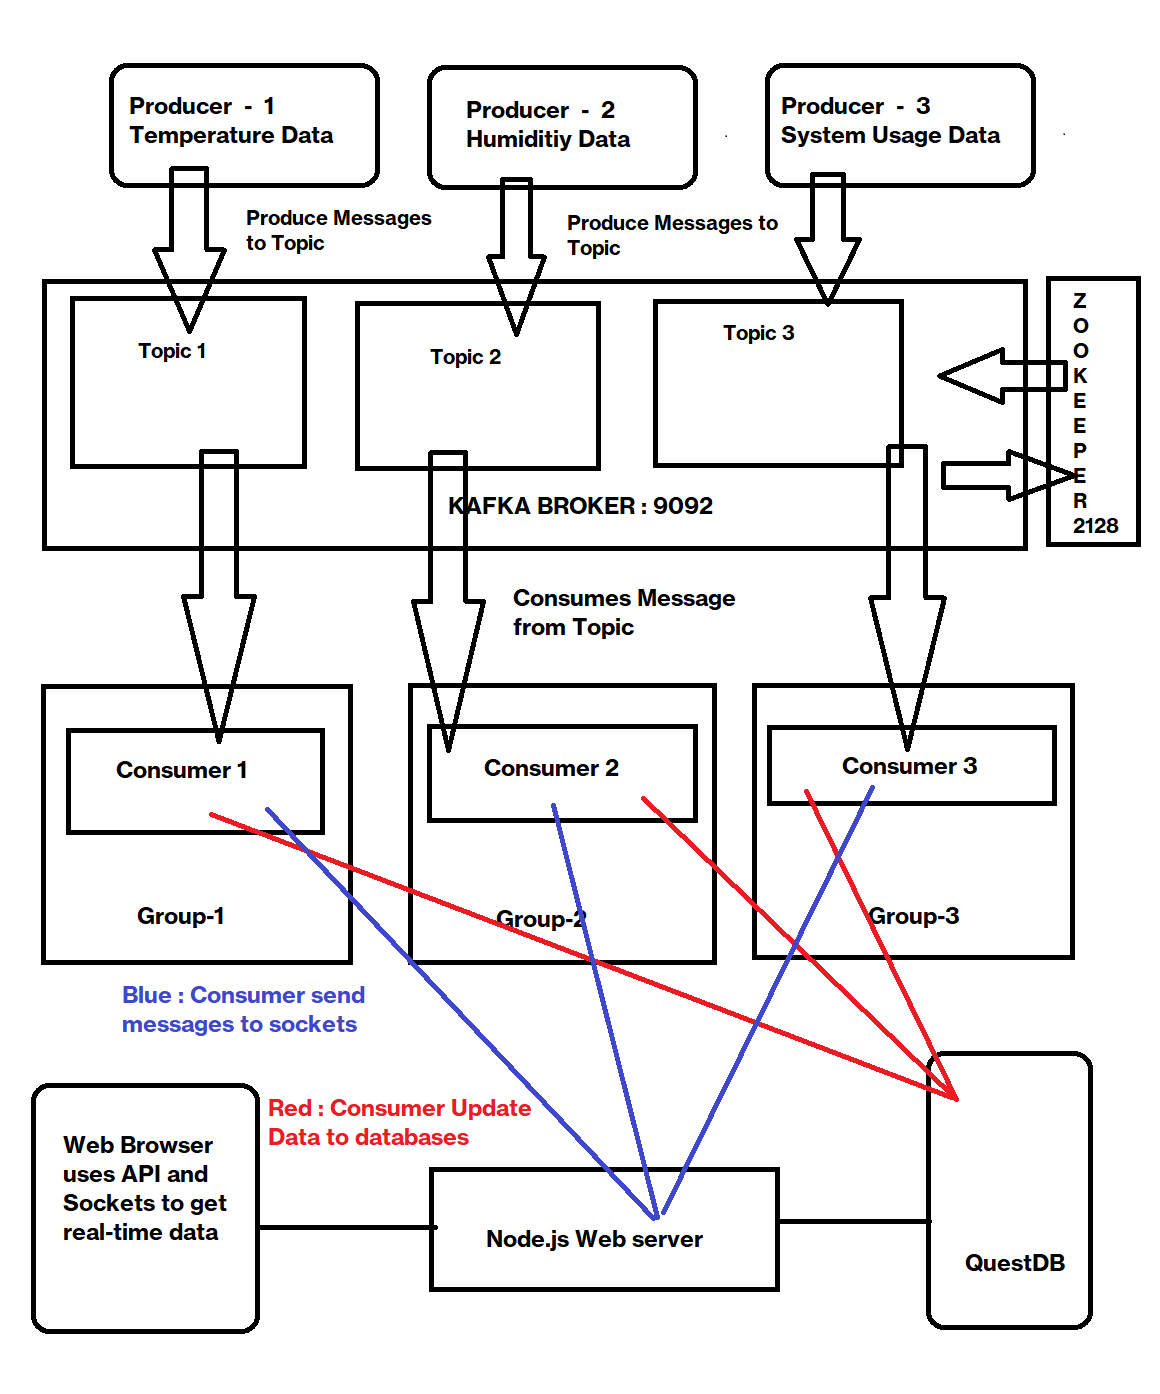 Producer - 1
Temperature Data
Producer - 2
Humiditiy Data
Producer - 3
System Usage Data
Produce Messages
to Topic
Produce Messages to
Topic
Topic 1
Topic 2
Topic 3
KAFKA BROKER : 9092
Z
O
O
K
E
E
P
E
R
2128
Consumes Message
from Topic
Consumer 1
Consumer 2
Consumer 3
Group-1
Group-2
Group-3
Blue : Consumer send
messages to sockets
Red : Consumer Update
Data to databases
Web Browser
uses API and
Sockets to get
real-time data
Node.js Web server
QuestDB